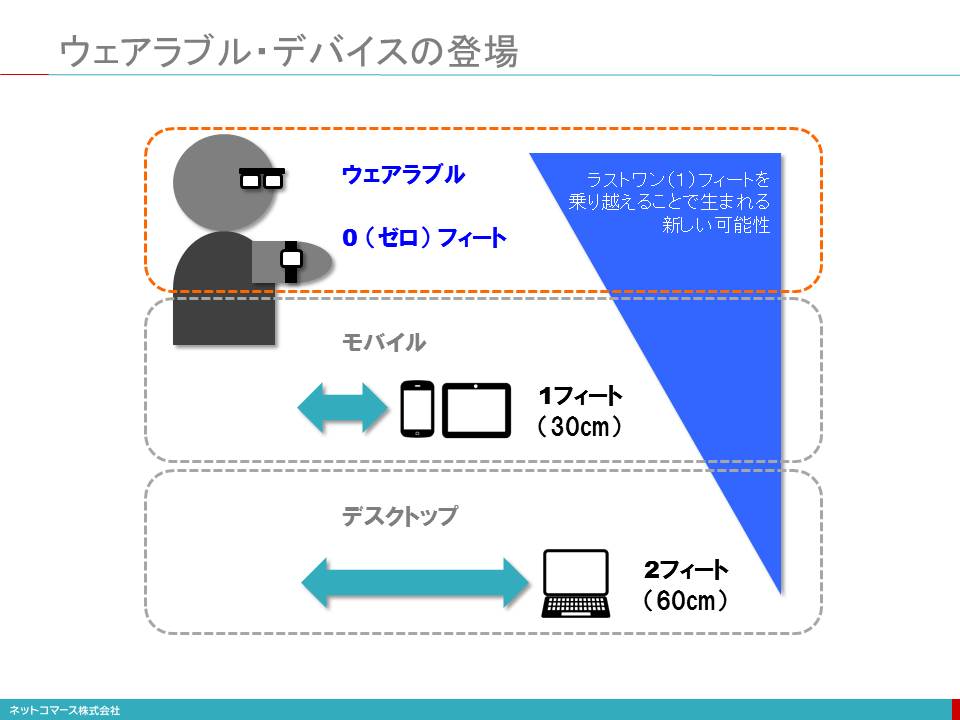 ウェアラブル・デバイスの登場
ウェアラブル
0（ゼロ）フィート
ラストワン（１）フィートを
乗り越えることで生まれる
新しい可能性
モバイル
1フィート
（30cm）
デスクトップ
2フィート
（60cm）
ネットコマース株式会社